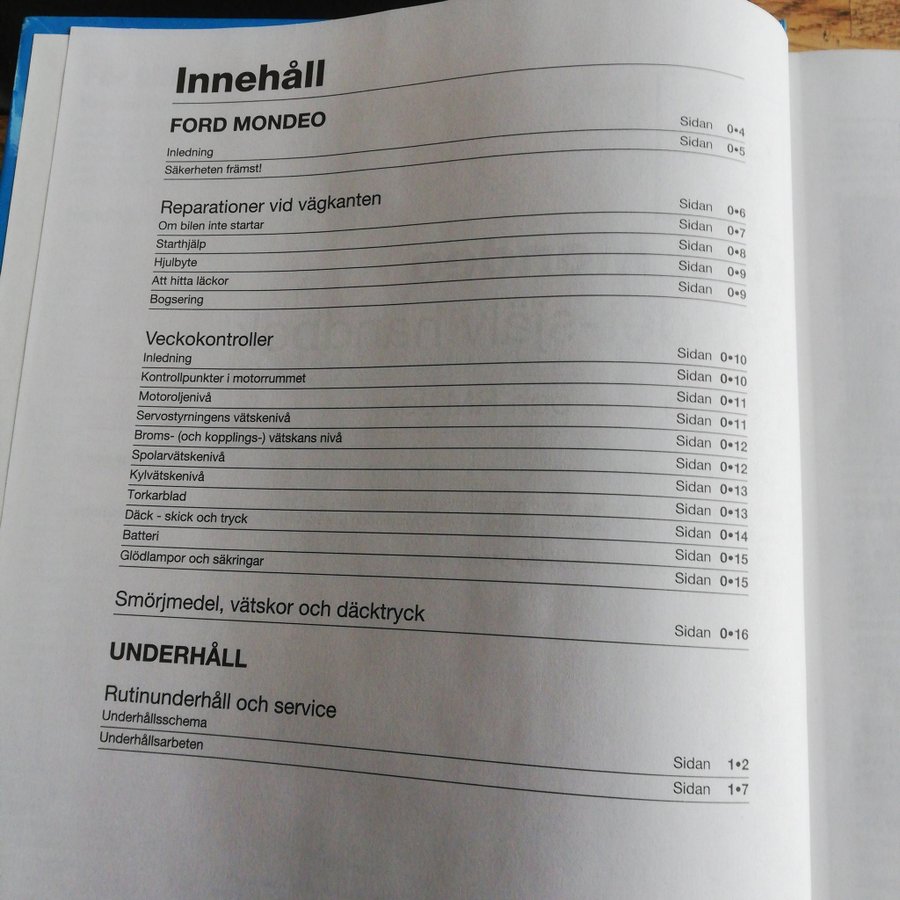 Innehåll
FORD MONDEO
Inledning Sidan 0•4
Säkerheten främst! Sidan 0•5
Reparationer vid vägkanten
Om bilen inte startar Sidan 0•6
Starthjälp Sidan 0•7
Hjulbyte Sidan 0•8
Att hitta läckor Sidan 0•9
Bogsering Sidan 0•9
Veckokontroller
Inledning Sidan 0•10
Kontrollpunkter i motorrummet Sidan 0•10
Motoroljenivå Sidan 0•11
Servostyrningens vätskenivå Sidan 0•11
Broms- (och kopplings-) vätskans nivå Sidan 0•12
Spolarvätskenivå Sidan 0•12
Kylvätskenivå Sidan 0•13
Torkarblad Sidan 0•13
Däck - skick och tryck Sidan 0•14
Batteri Sidan 0•15
Glödlampor och säkringar Sidan 0•15
Smörjmedel, vätskor och däcktryck Sidan 0•16
UNDERHÅLL
Rutinunderhåll och service
Underhållsschema Sidan 1•2
Underhållsarbeten Sidan 1•7